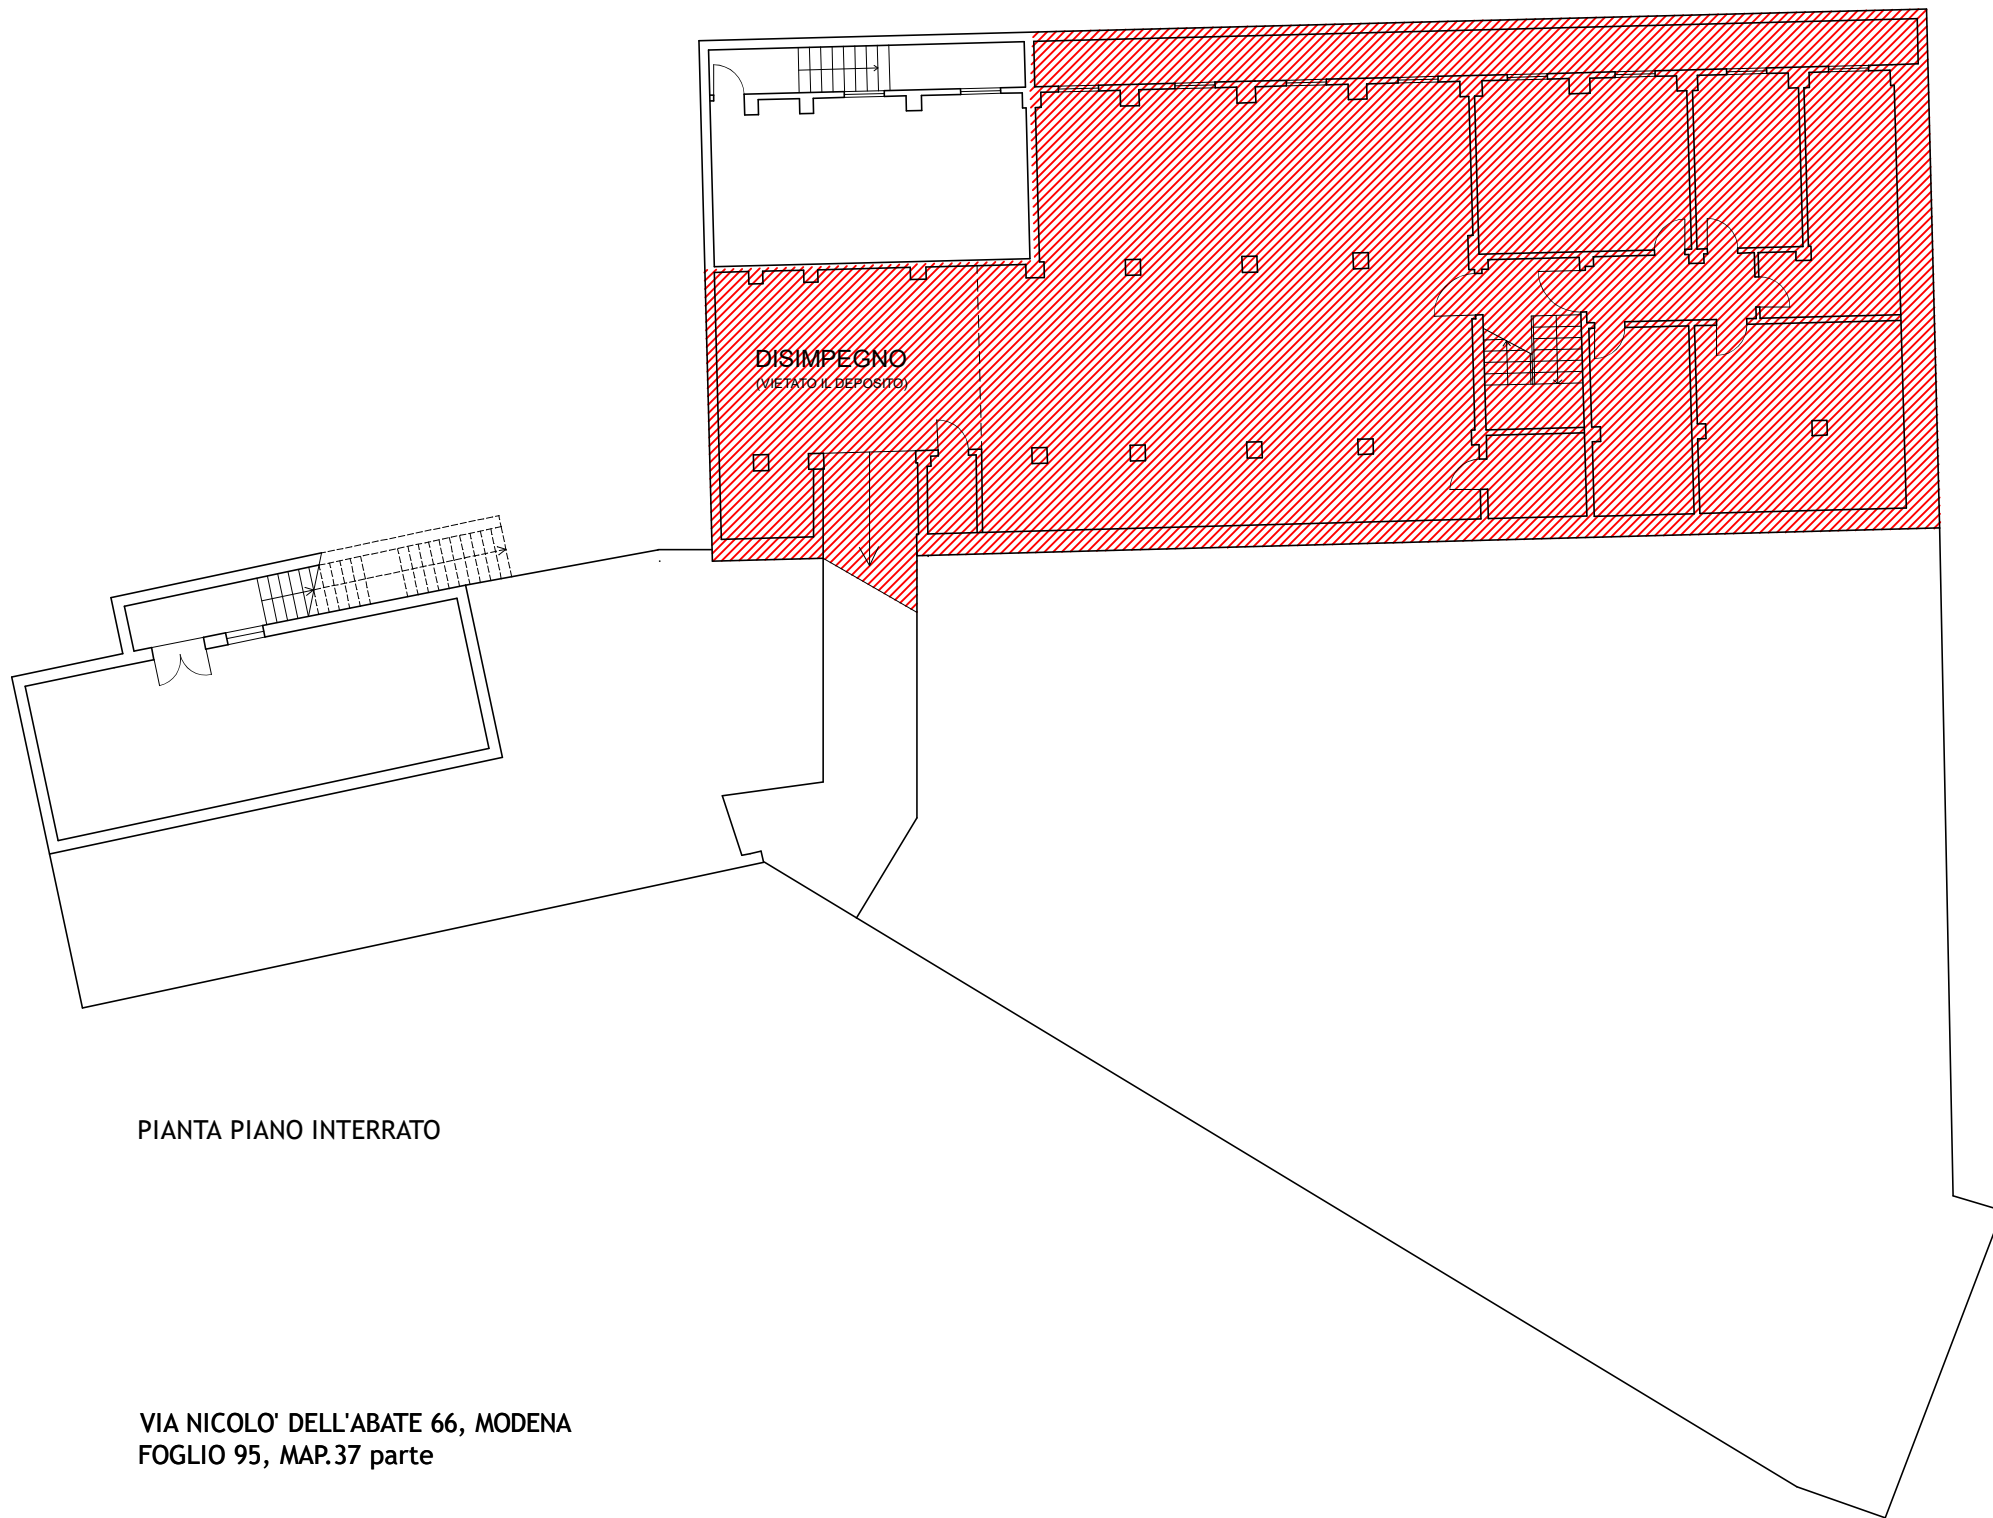 DISIMPEGNO
(VIETATO IL DEPOSITO)
PIANTA PIANO INTERRATO
VIA NICOLO' DELL'ABATE 66, MODENA
FOGLIO 95, MAP.37 parte